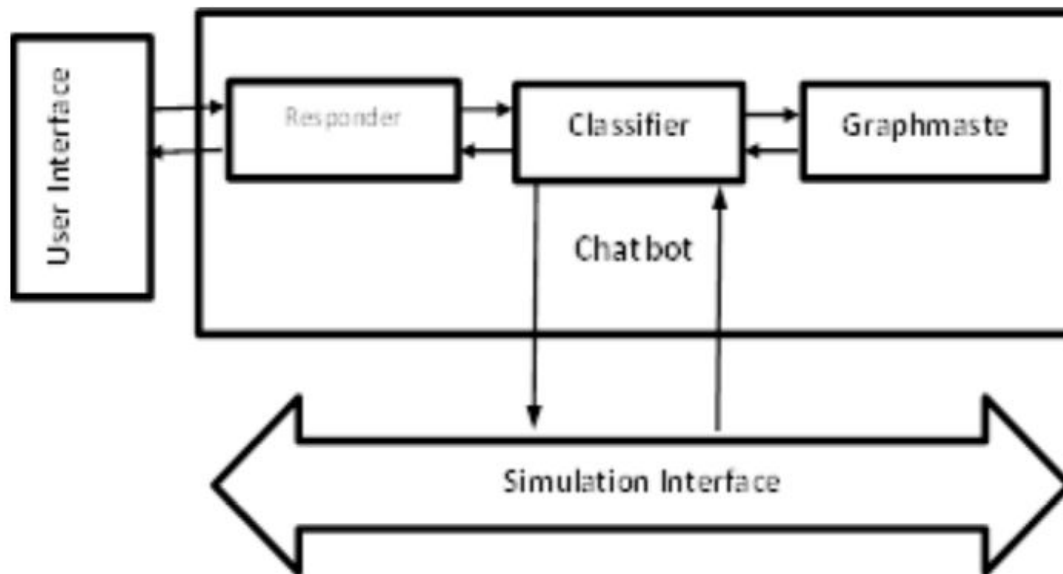 User Interface
Responder
Classifier
Graphmaste
Chatbot
Simulation Interface